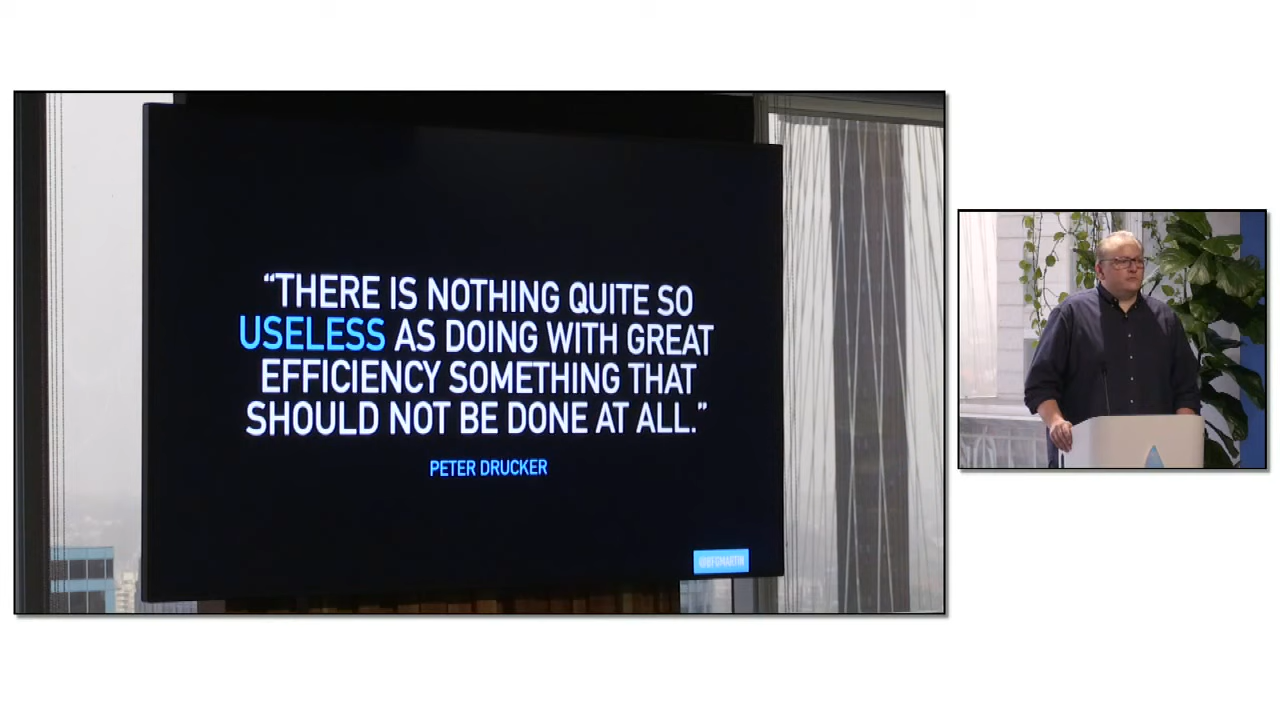 “THERE IS NOTHING QUITE SO
USELESS AS DOING WITH GREAT
EFFICIENCY SOMETHING THAT
SHOULD NOT BE DONE AT ALL.”
PETER DRUCKER